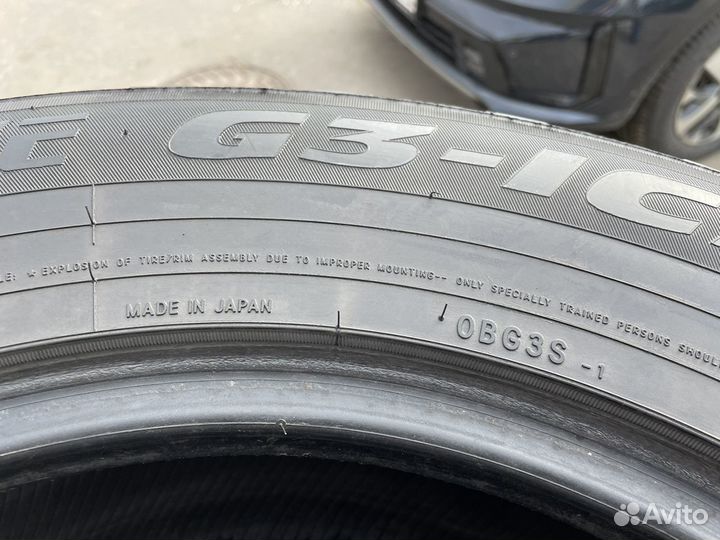 E G3-IC
LE: * EXPLOSION OF TIRE/RIM ASSEMBLY DUE TO IMPROPER MOUNTING-- ONLY SPECIALLY TRAINED PERSONS SHOUL
MADE IN JAPAN
0BG3S -1
Avito